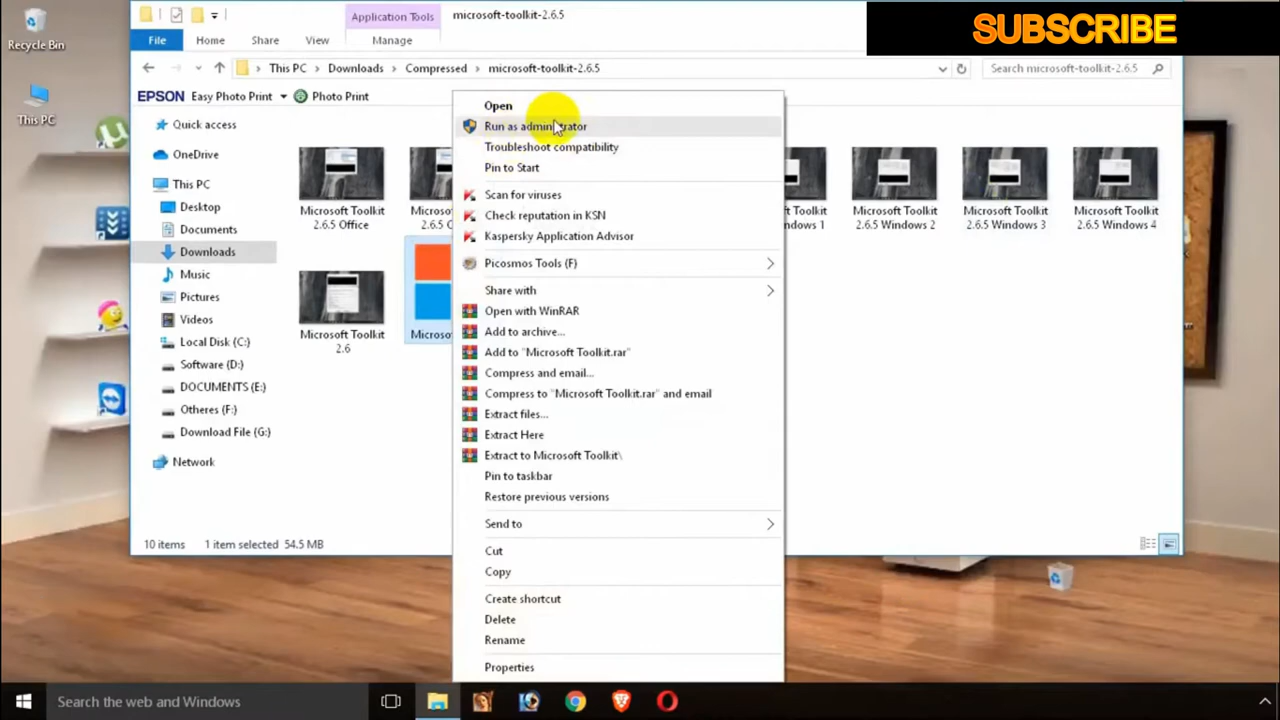 Recycle Bin
This PC
Application Tools
microsoft-toolkit-2.6.5
SUBSCRIBE
File
Home
Share
View
Manage
This PC
Downloads
Compressed
microsoft-toolkit-2.6.5
Search microsoft-toolkit-2.6.5
EPSON
Easy Photo Print
Photo Print
Quick access
OneDrive
This PC
Desktop
Documents
Downloads
Music
Pictures
Videos
Local Disk (C:)
Software (D:)
DOCUMENTS (E:)
Otheres (F:)
Download File (G:)
Network
Microsoft Toolkit
2.6.5 Office
Microsoft Toolkit
2.6.5 Windows 2
Microsoft Toolkit
2.6.5 Windows 3
Microsoft Toolkit
2.6.5 Windows 4
Microsoft Toolkit
2.6
Open
Run as administrator
Troubleshoot compatibility
Pin to Start
Scan for viruses
Check reputation in KSN
Kaspersky Application Advisor
Picosmos Tools (F)
Share with
Open with WinRAR
Add to archive...
Add to "Microsoft Toolkit.rar"
Compress and email...
Compress to "Microsoft Toolkit.rar" and email
Extract files...
Extract Here
Extract to Microsoft Toolkit\
Pin to taskbar
Restore previous versions
Send to
Cut
Copy
Create shortcut
Delete
Rename
Properties
10 items
1 item selected 54.5 MB
Search the web and Windows